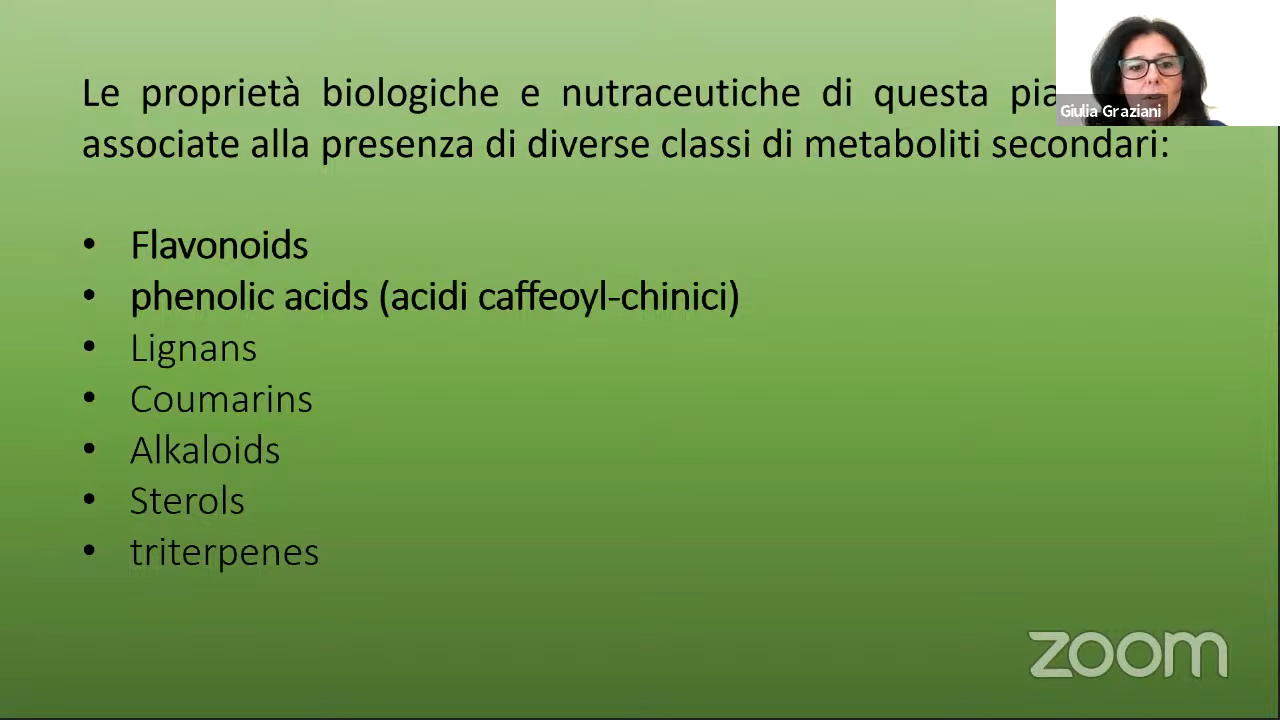 Le proprietà biologiche e nutraceutiche di questa
associate alla presenza di diverse classi di metaboliti secondari:
• Flavonoids
• phenolic acids (acidi caffeoyl-chinici)
• Lignans
• Coumarins
• Alkaloids
• Sterols
• triterpenes
Giulia Graziani
zoom